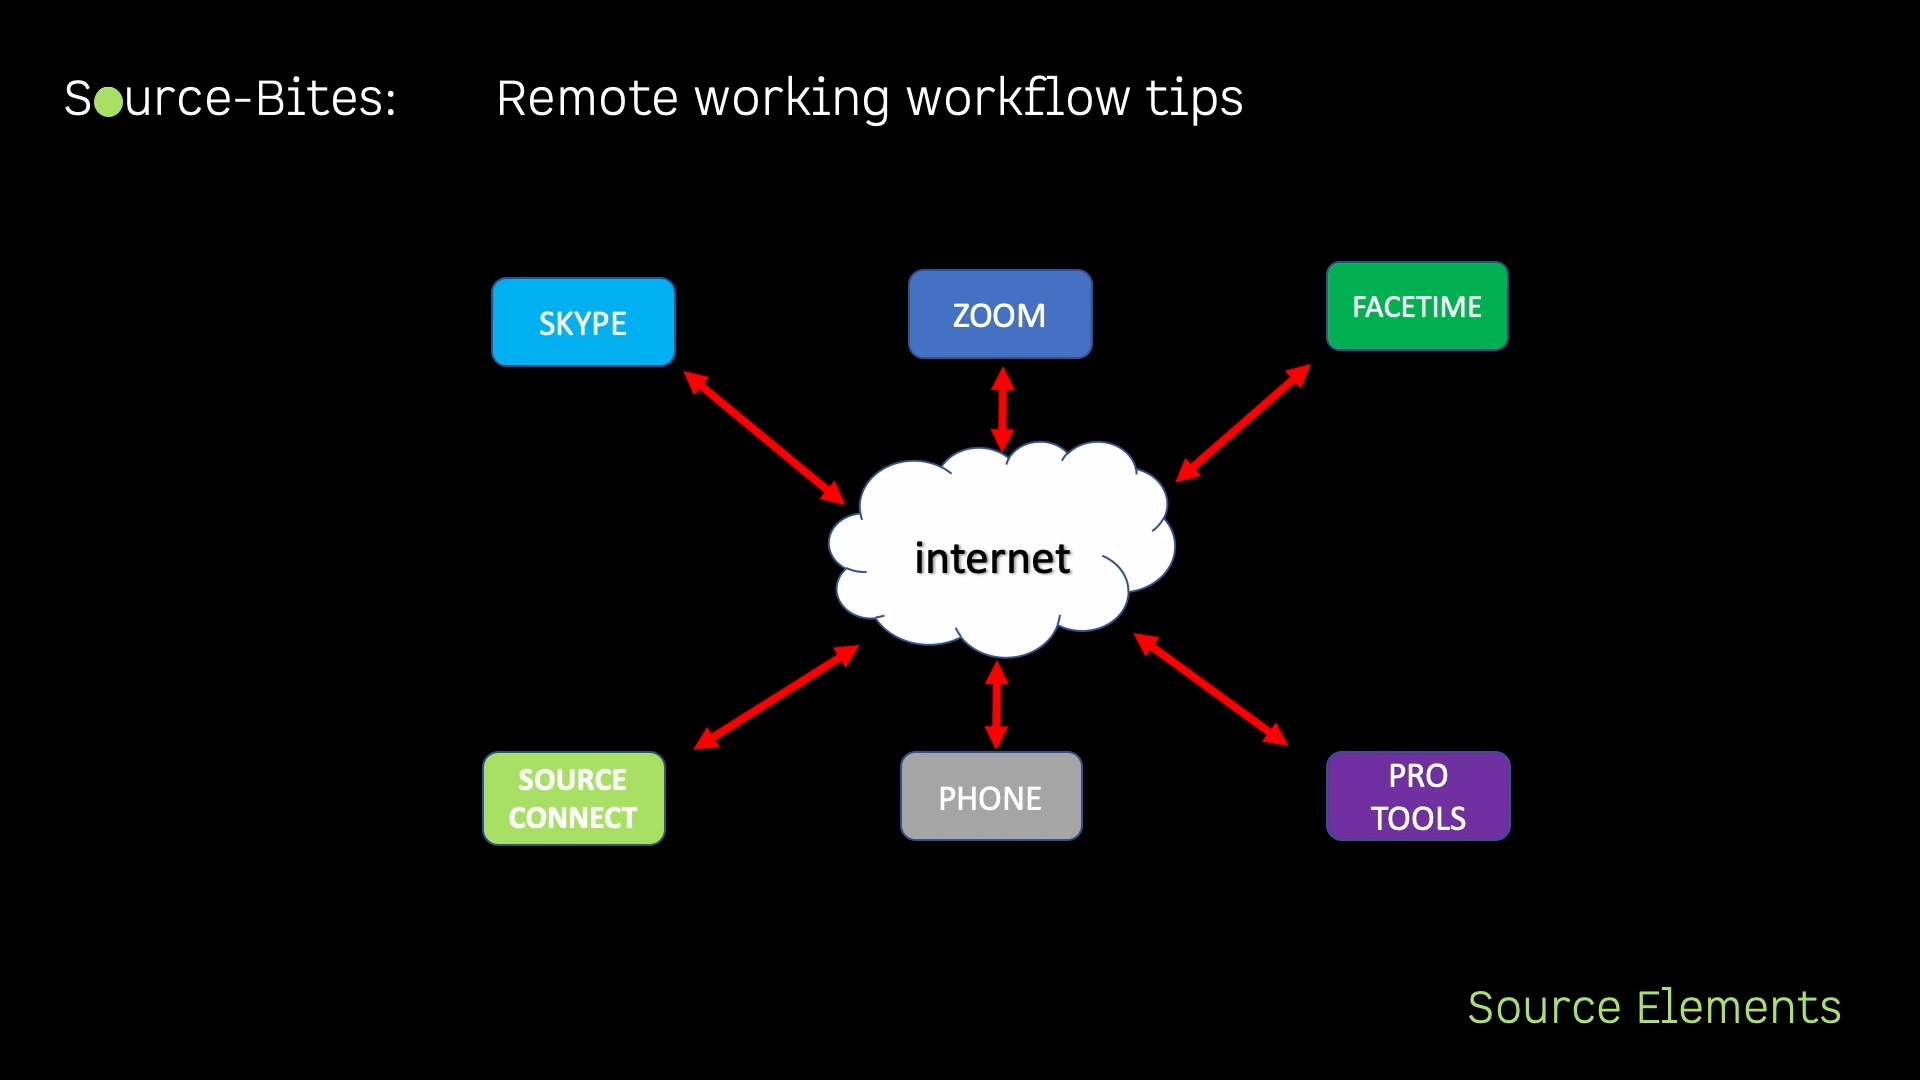 Source-Bites: Remote working workflow tips
SKYPE
ZOOM
FACETIME
internet
SOURCE
CONNECT
PHONE
PRO
TOOLS
Source Elements